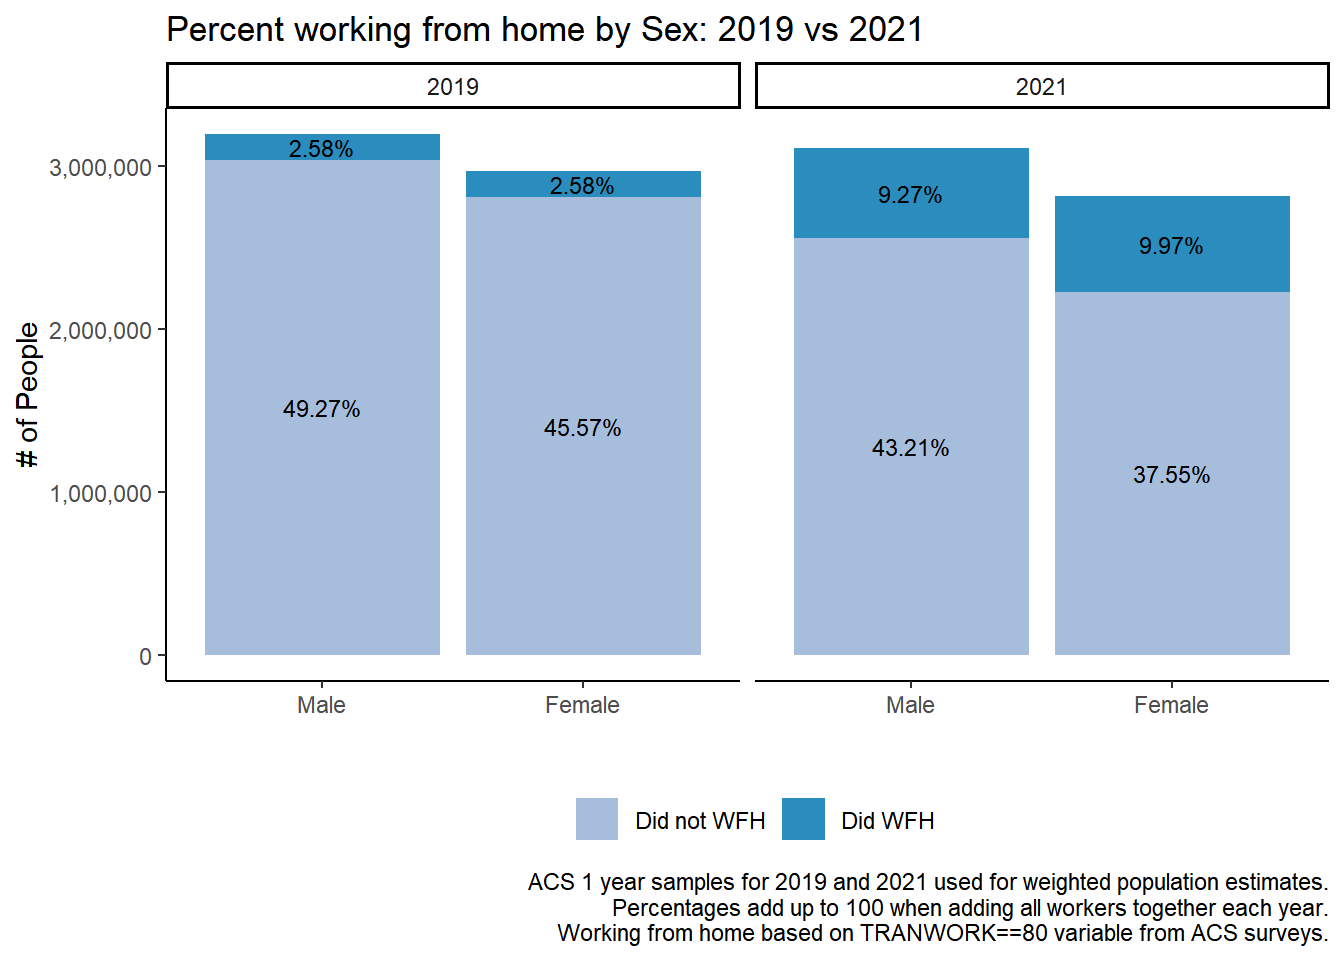 Percent working from home by Sex: 2019 vs 2021
2019
2021
# of People
3,000,000
2,000,000
1,000,000
0
2.58%
2.58%
9.27%
9.97%
49.27%
45.57%
43.21%
37.55%
Male
Female
Male
Female
Did not WFH
Did WFH
ACS 1 year samples for 2019 and 2021 used for weighted population estimates.
Percentages add up to 100 when adding all workers together each year.
Working from home based on TRANWORK==80 variable from ACS surveys.